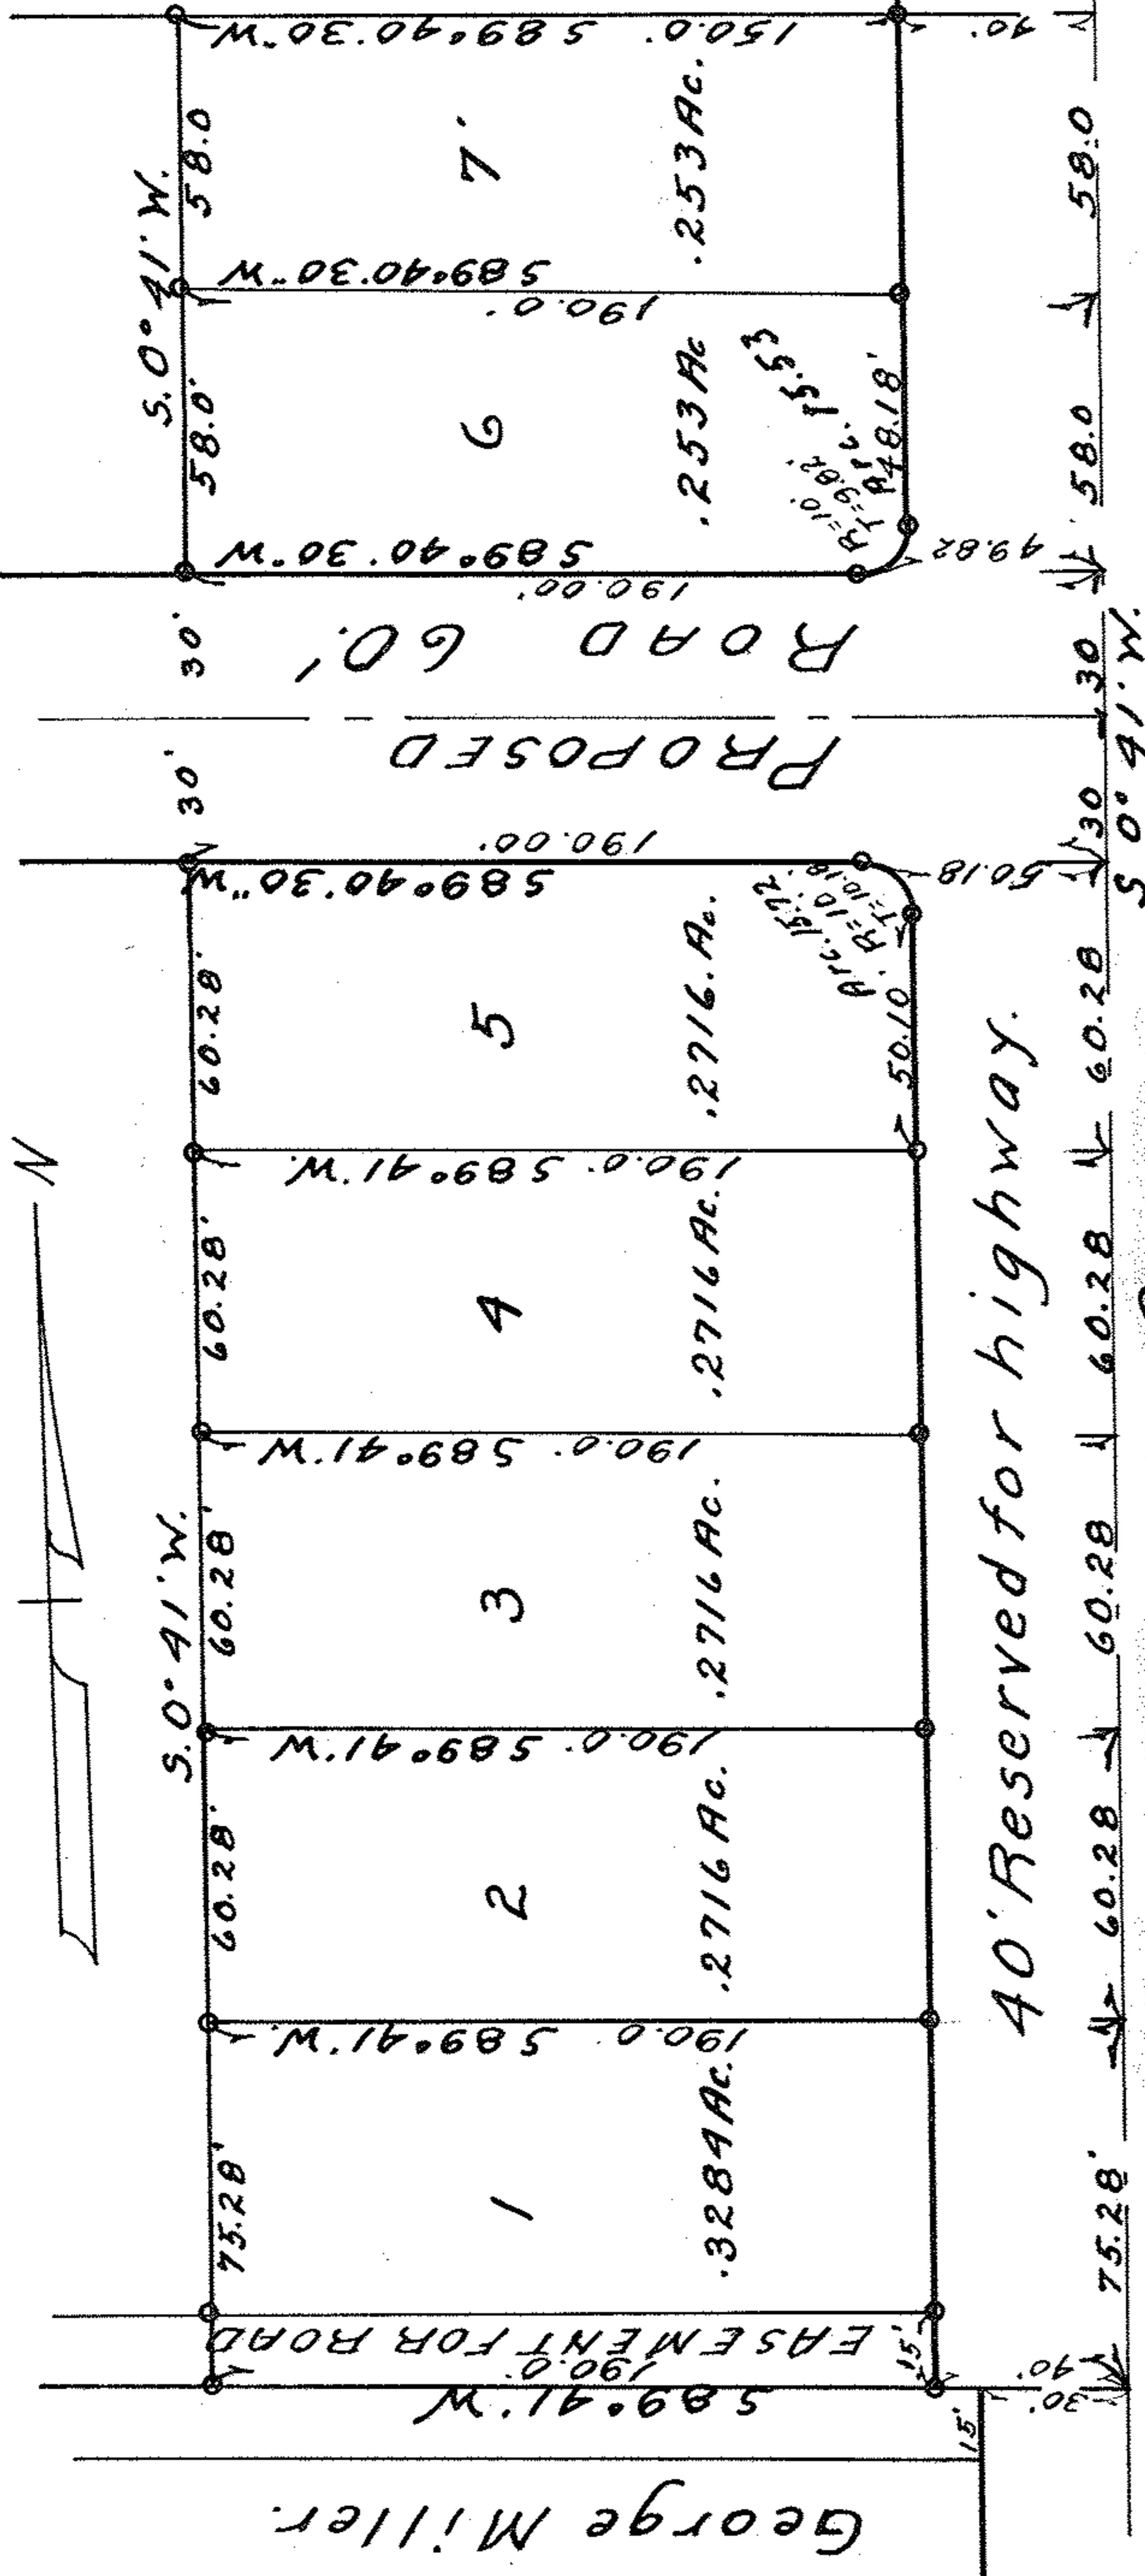 N
S. 0° 41' W.
S. 0° 41' W.
75.28'
60.28'
60.28'
60.28'
60.28'
30'
30'
58.0'
58.0
George Miller.
S 89° 41' W
190.0'
EASEMENT FOR ROAD
15'
15'
1
.3284 Ac.
S 89° 41' W.
190.0
2
.2716 Ac.
190.0' S 89° 41' W
3
.2716 Ac.
190.0' S 89° 41' W
4
.2716 Ac.
190.0' S 89° 41' W.
5
.2716. Ac.
Arc. 15.72
R=10'.
T=10.18
50.10
50.18
S 89° 40' 30" W
190.00'
PROPOSED
ROAD 60.'
190.00'
S 89° 40' 30" W
6
.253 Ac
R=10'
T=9.82'
Arc. 15.53
48.18'
49.82
190.0'
S 89° 40' 30" W
7
.253 Ac.
150.0' S 89° 40' 30" W
40'
40' Reserved for highway.
30'
40'
75.28'
60.28
60.28
60.28
60.28
30
30
58.0
58.0
S 0° 41' W.